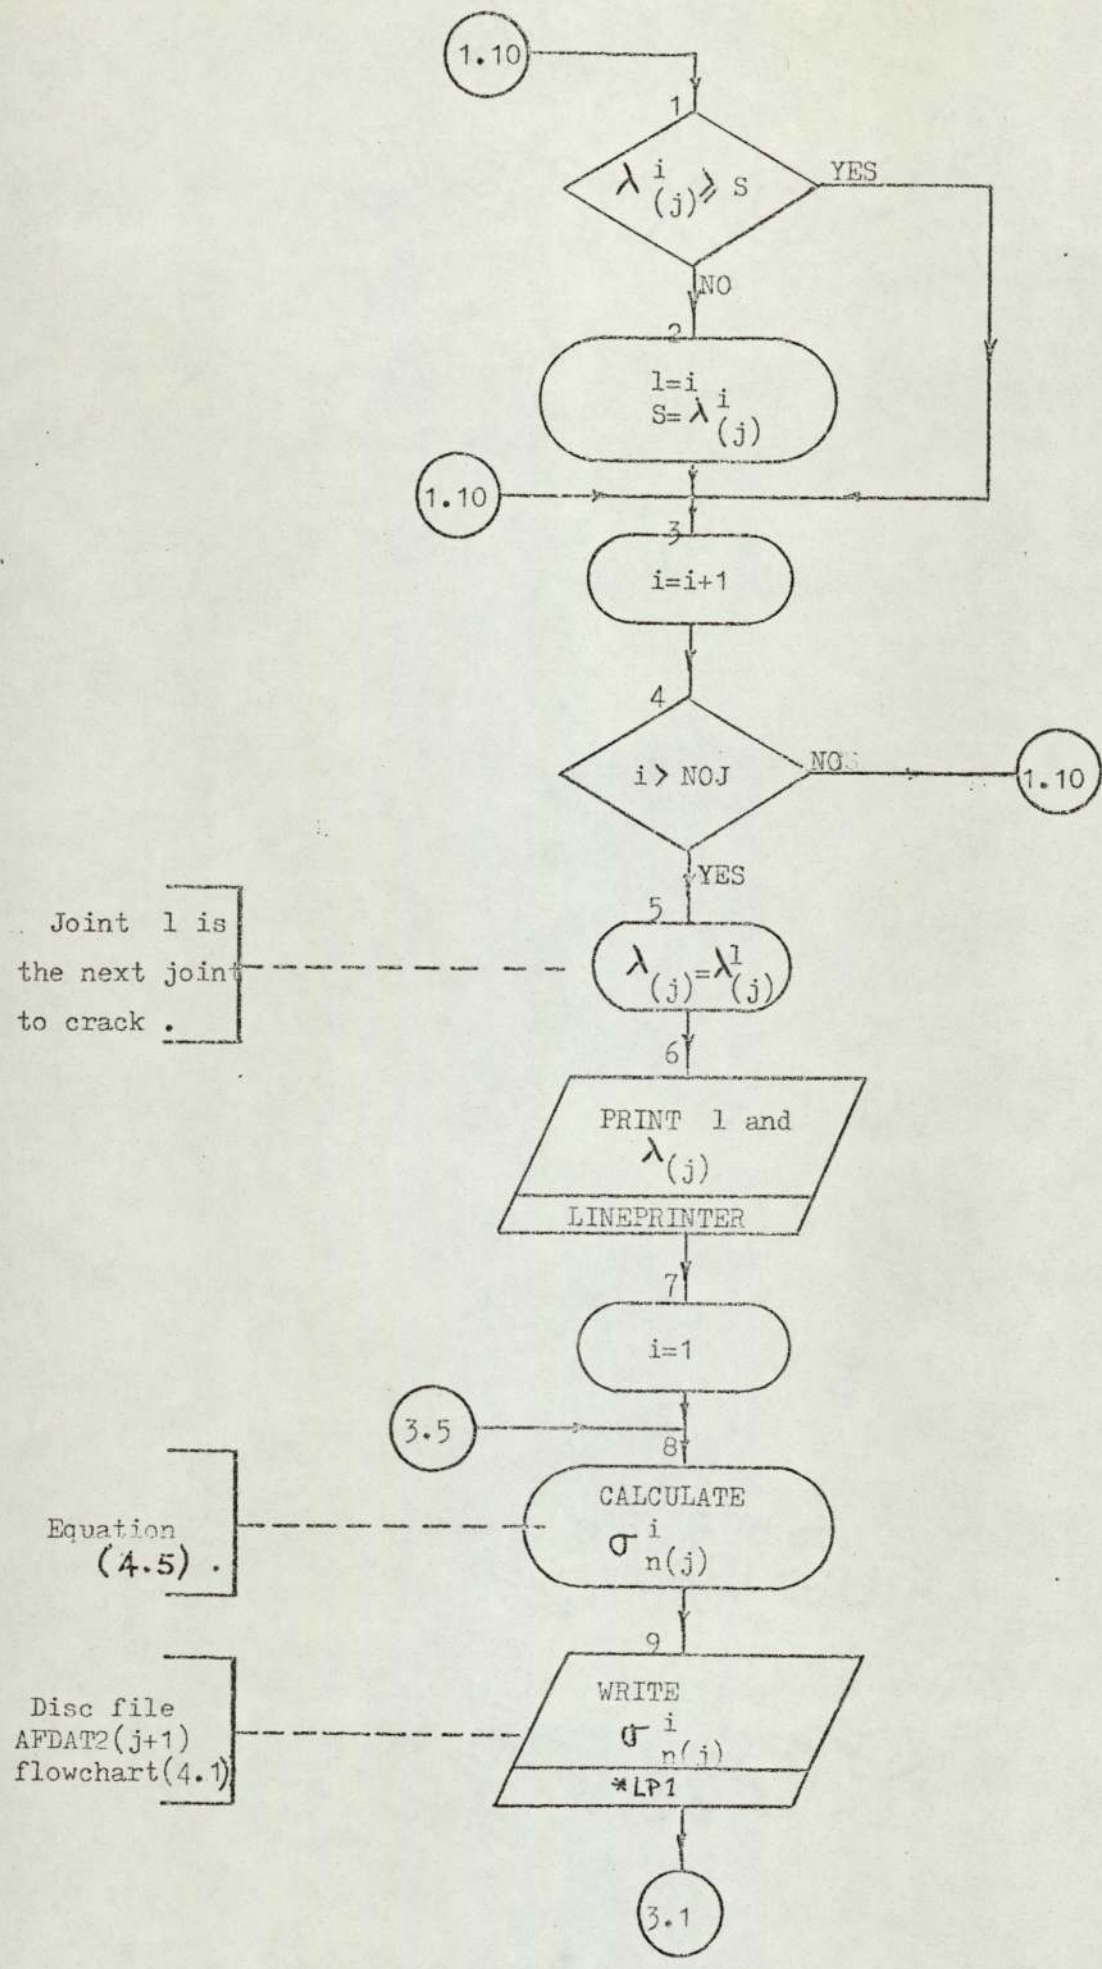 1.10
1
λ i (j) ⩾ S
YES
NO
2
l=i
S=λ i (j)
1.10
3
i=i+1
4
i> NOJ
NO
1.10
YES
5
Joint l is
the next joint
to crack .
λ (j) =λ l (j)
6
PRINT l and
λ (j)
LINEPRINTER
7
i=1
3.5
8
CALCULATE
σ i n(j)
Equation
(4.5) .
9
WRITE
σ i n(j)
*LP1
Disc file
AFDAT2(j+1)
flowchart(4.1)
3.1